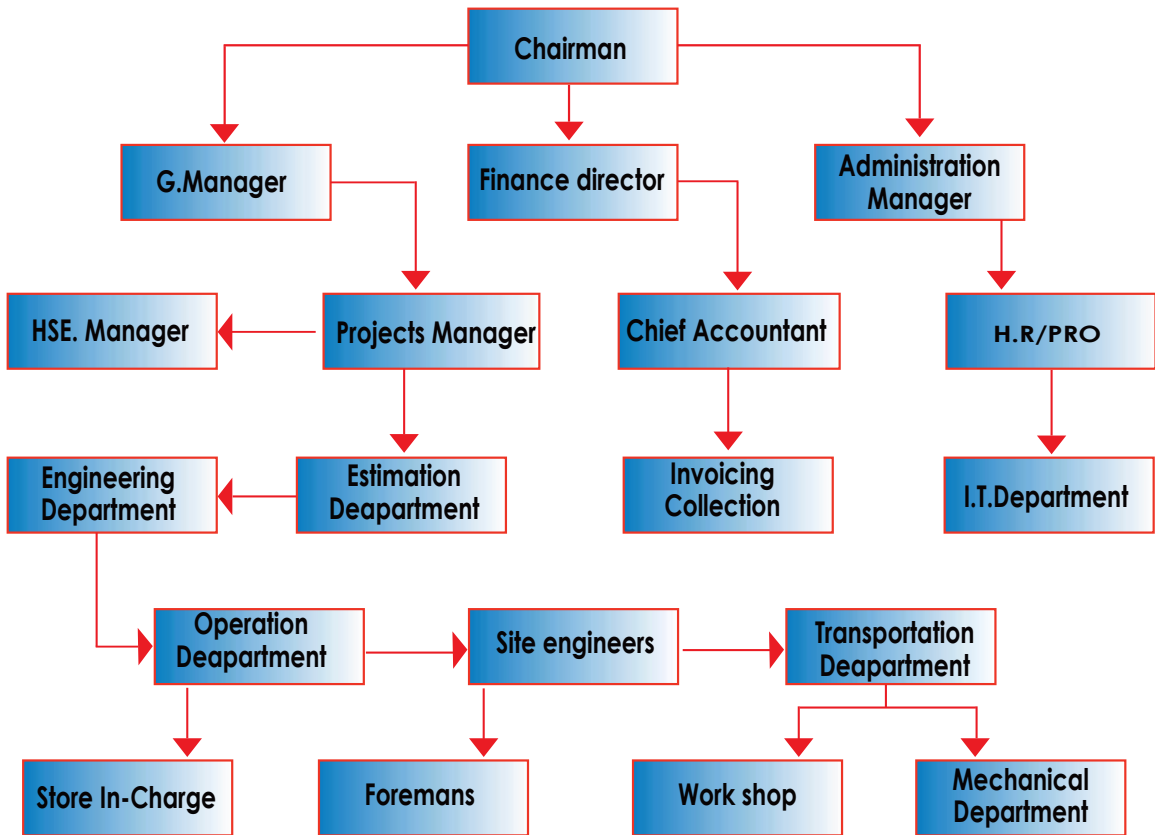 Chairman
G.Manager
Finance director
Administration
Manager
HSE. Manager
Projects Manager
Chief Accountant
H.R/PRO
Engineering
Department
Estimation
Deapartment
Invoicing
Collection
I.T.Department
Operation
Deapartment
Site engineers
Transportation
Deapartment
Store In-Charge
Foremans
Work shop
Mechanical
Department